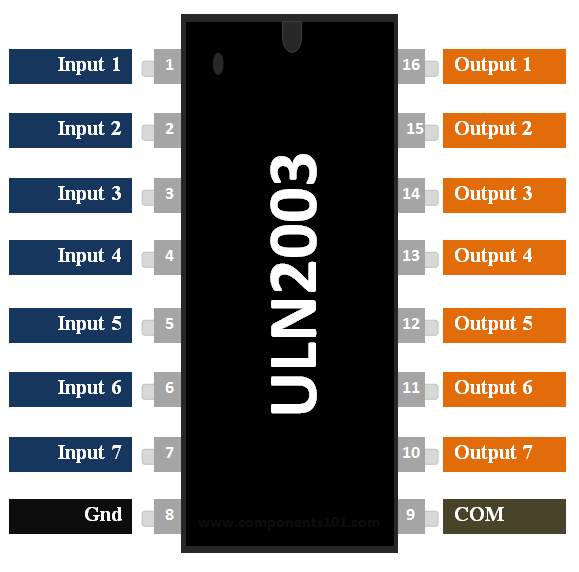 Input 1 1 16 Output 1
Input 2 2 15 Output 2
Input 3 3 14 Output 3
Input 4 4 13 Output 4
Input 5 5 12 Output 5
Input 6 6 11 Output 6
Input 7 7 10 Output 7
Gnd 8 9 COM
ULN2003
www.components101.com